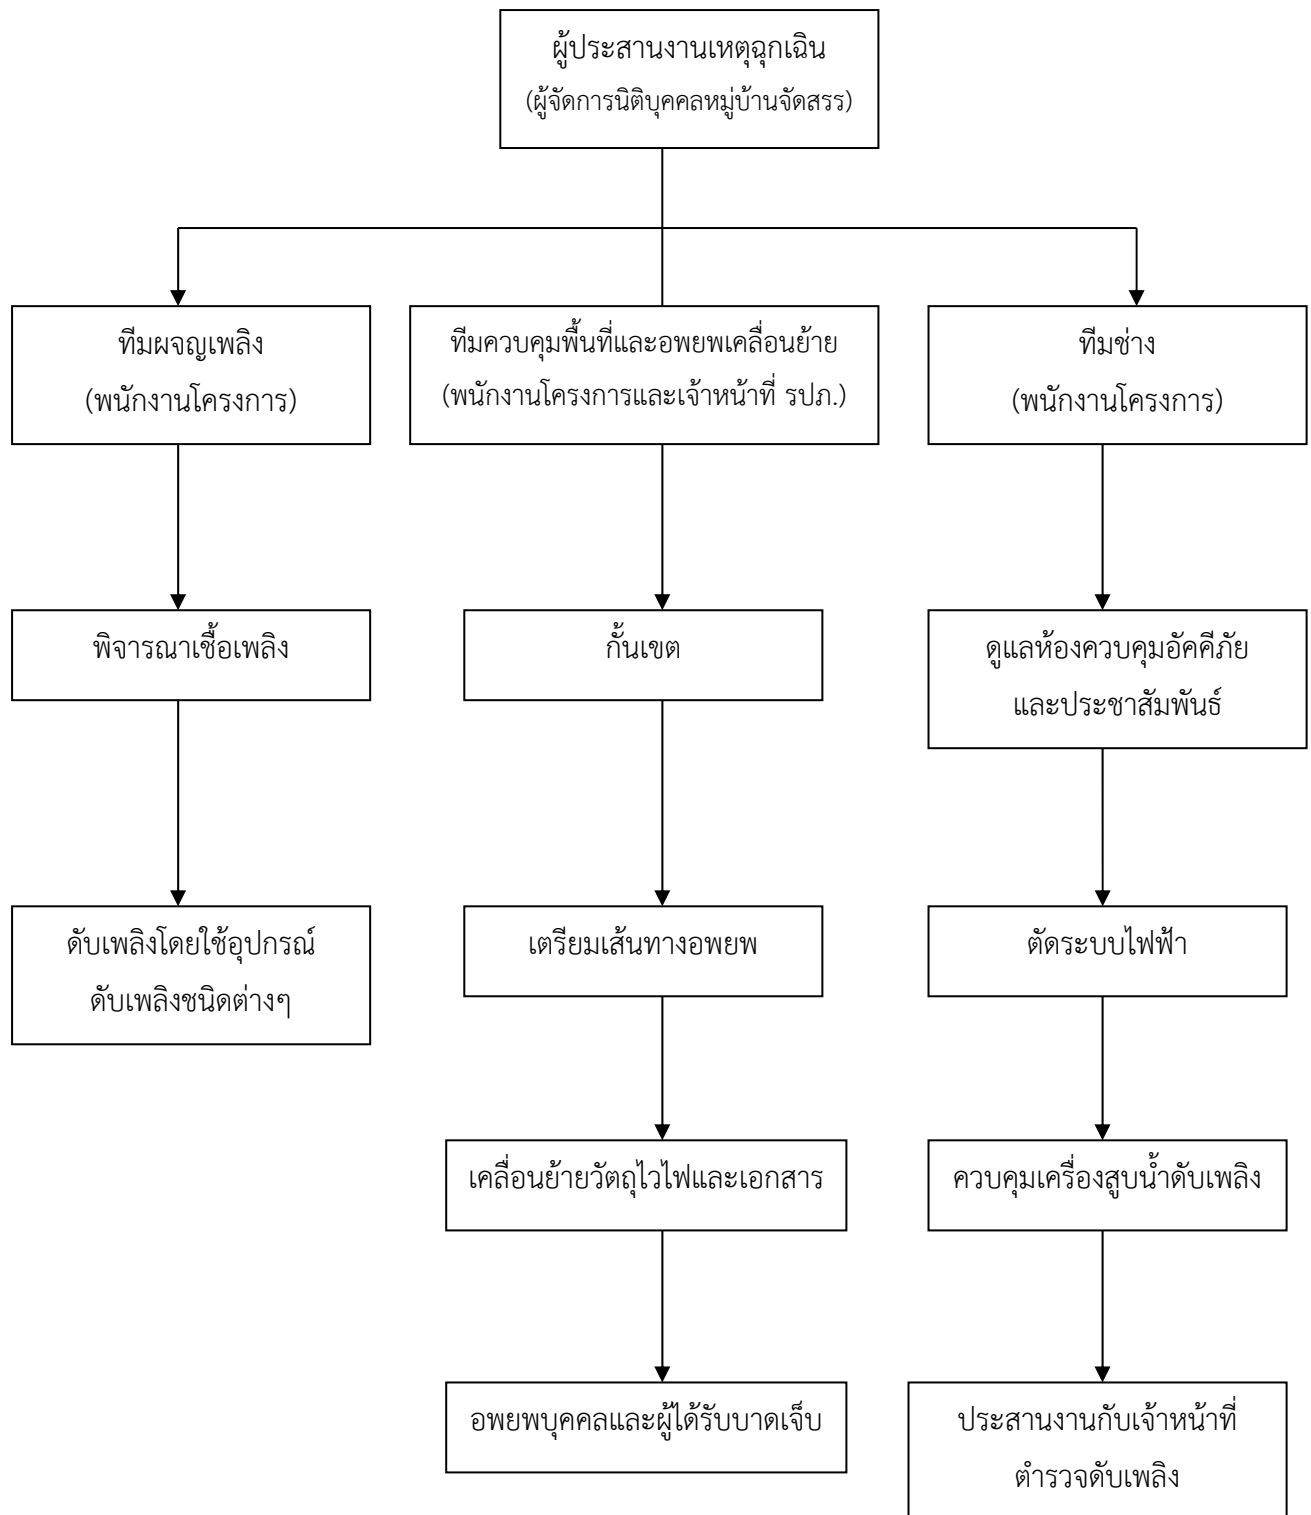 ผู้ประสานงานเหตุฉุกเฉิน
(ผู้จัดการนิติบุคคลหมู่บ้านจัดสรร)
ทีมผจญเพลิง
(พนักงานโครงการ)
ทีมควบคุมพื้นที่และอพยพเคลื่อนย้าย
(พนักงานโครงการและเจ้าหน้าที่ รปภ.)
ทีมช่าง
(พนักงานโครงการ)
พิจารณาเชื้อเพลิง
กั้นเขต
ดูแลห้องควบคุมอัคคีภัย
และประชาสัมพันธ์
ดับเพลิงโดยใช้อุปกรณ์
ดับเพลิงชนิดต่างๆ
เตรียมเส้นทางอพยพ
ตัดระบบไฟฟ้า
เคลื่อนย้ายวัตถุไวไฟและเอกสาร
ควบคุมเครื่องสูบน้ำดับเพลิง
อพยพบุคคลและผู้ได้รับบาดเจ็บ
ประสานงานกับเจ้าหน้าที่
ตำรวจดับเพลิง